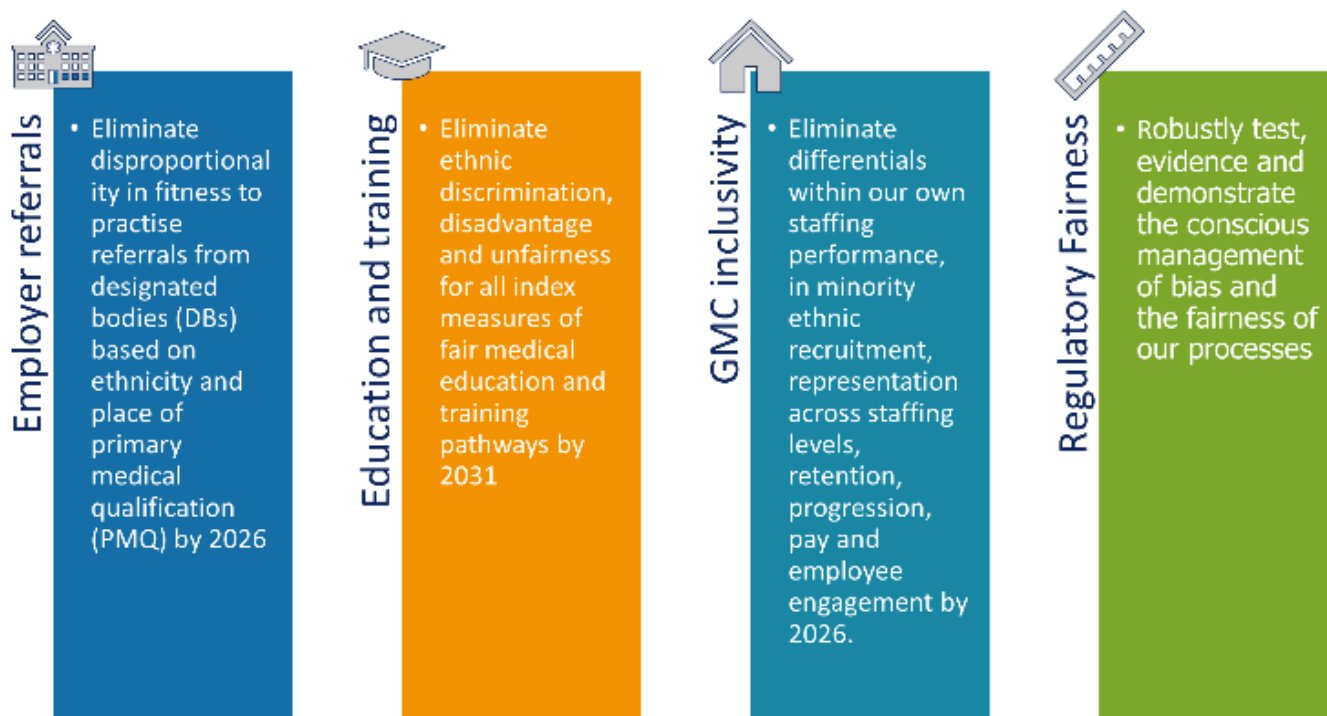 Employer referrals
• Eliminate
disproportional
ity in fitness to
practise
referrals from
designated
bodies (DBs)
based on
ethnicity and
place of
primary
medical
qualification
(PMQ) by 2026
Education and training
• Eliminate
ethnic
discrimination,
disadvantage
and unfairness
for all index
measures of
fair medical
education and
training
pathways by
2031
GMC inclusivity
• Eliminate
differentials
within our own
staffing
performance,
in minority
ethnic
recruitment,
representation
across staffing
levels,
retention,
progression,
pay and
employee
engagement by
2026.
Regulatory Fairness
• Robustly test,
evidence and
demonstrate
the conscious
management
of bias and
the fairness of
our processes